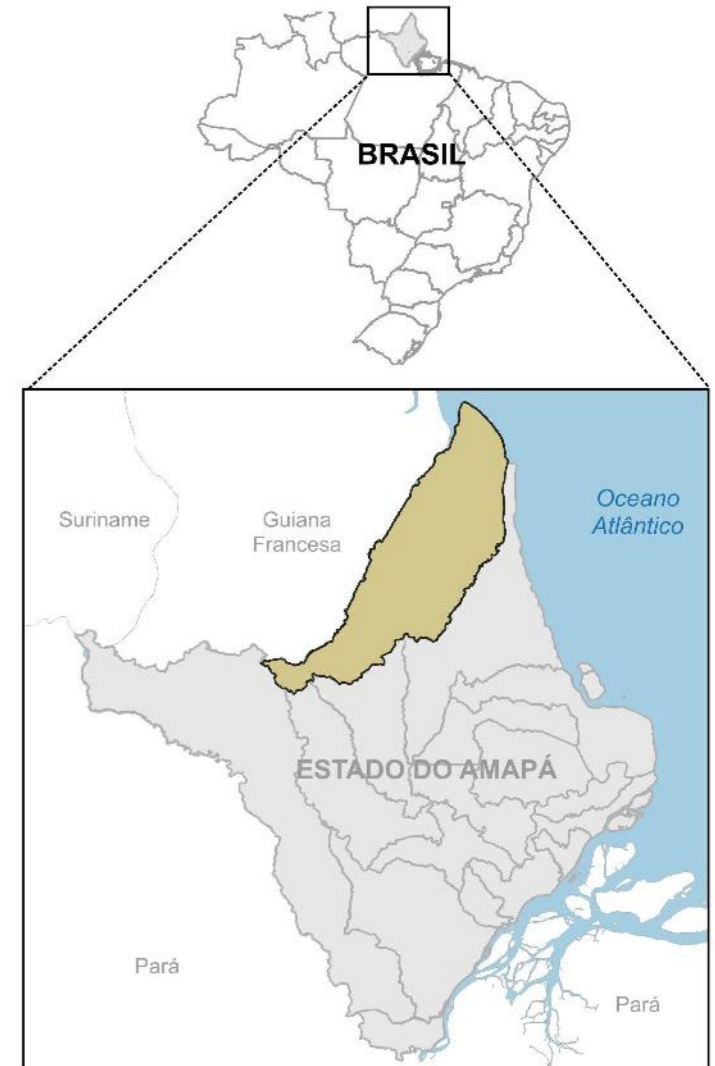 BRASIL
Suriname
Guiana
Francesa
Oceano
Atlântico
ESTADO DO AMAPÁ
Pará
Pará